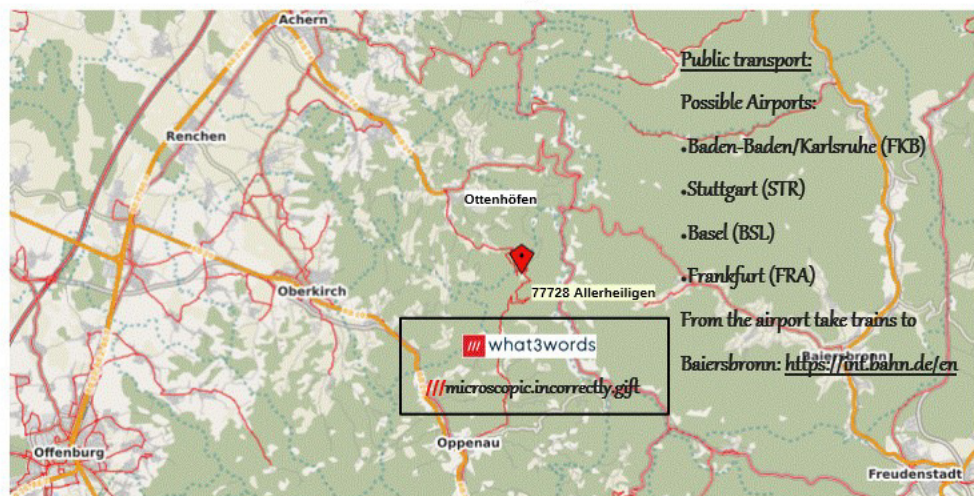 Achern
Renchen
Ottenhöfen
77728 Allerheiligen
Oberkirch
what3words
///microscopic.incorrectly.gift
Oppenau
Offenburg
Baiersbronn
Freudenstadt
Public transport:
Possible Airports:
•Baden-Baden/Karlsruhe (FKB)
•Stuttgart (STR)
•Basel (BSL)
•Frankfurt (FRA)
From the airport take trains to
Baiersbronn: https://int.bahn.de/en